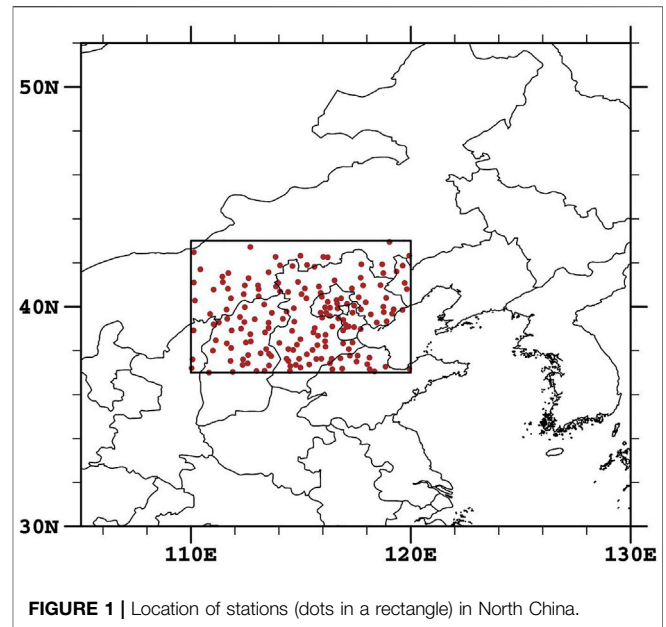 50N
40N
30N
110E 120E 130E
FIGURE 1 | Location of stations (dots in a rectangle) in North China.